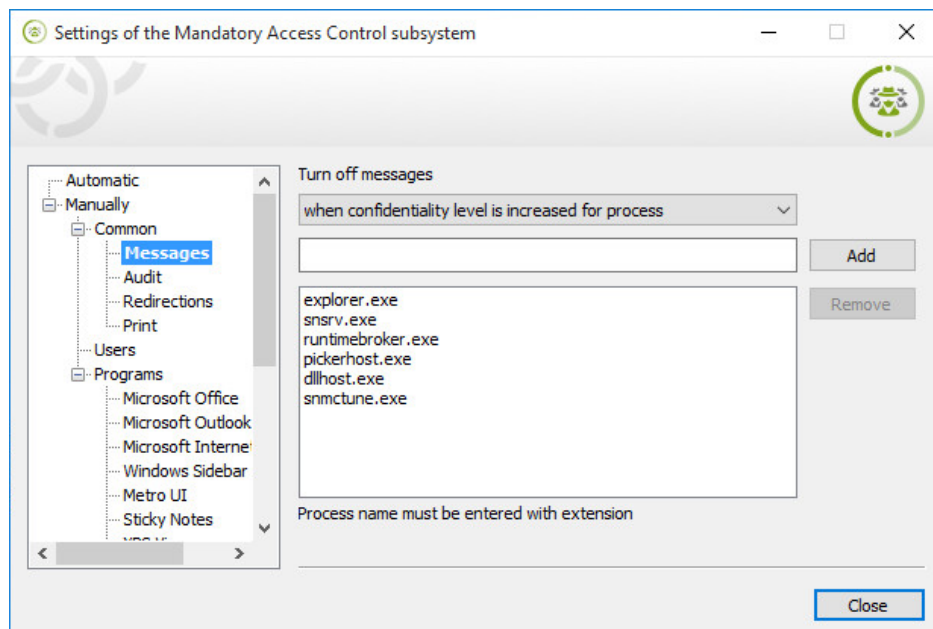 Settings of the Mandatory Access Control subsystem
Automatic
Manually
Common
Messages
Audit
Redirections
Print
Users
Programs
Microsoft Office
Microsoft Outlook
Microsoft Interne
Windows Sidebar
Metro UI
Sticky Notes
Turn off messages
when confidentiality level is increased for process
Add
explorer.exe
snsrv.exe
runtimebroker.exe
pickerhost.exe
dllhost.exe
snmctune.exe
Remove
Process name must be entered with extension
Close